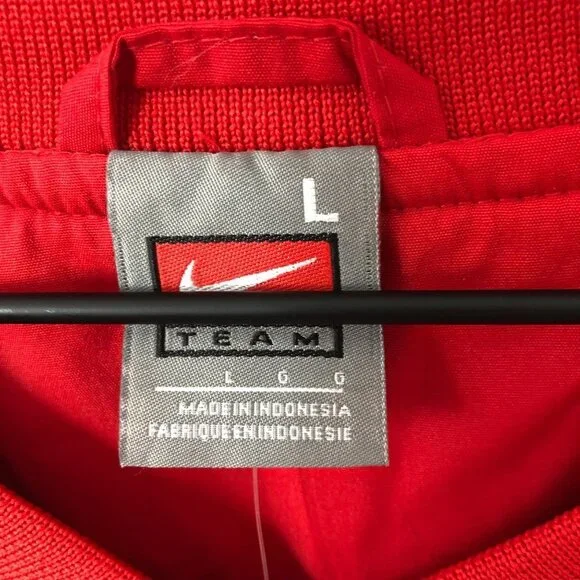 L
TEAM
L G G
MADE IN INDONESIA
FABRIQUE EN INDONESIE